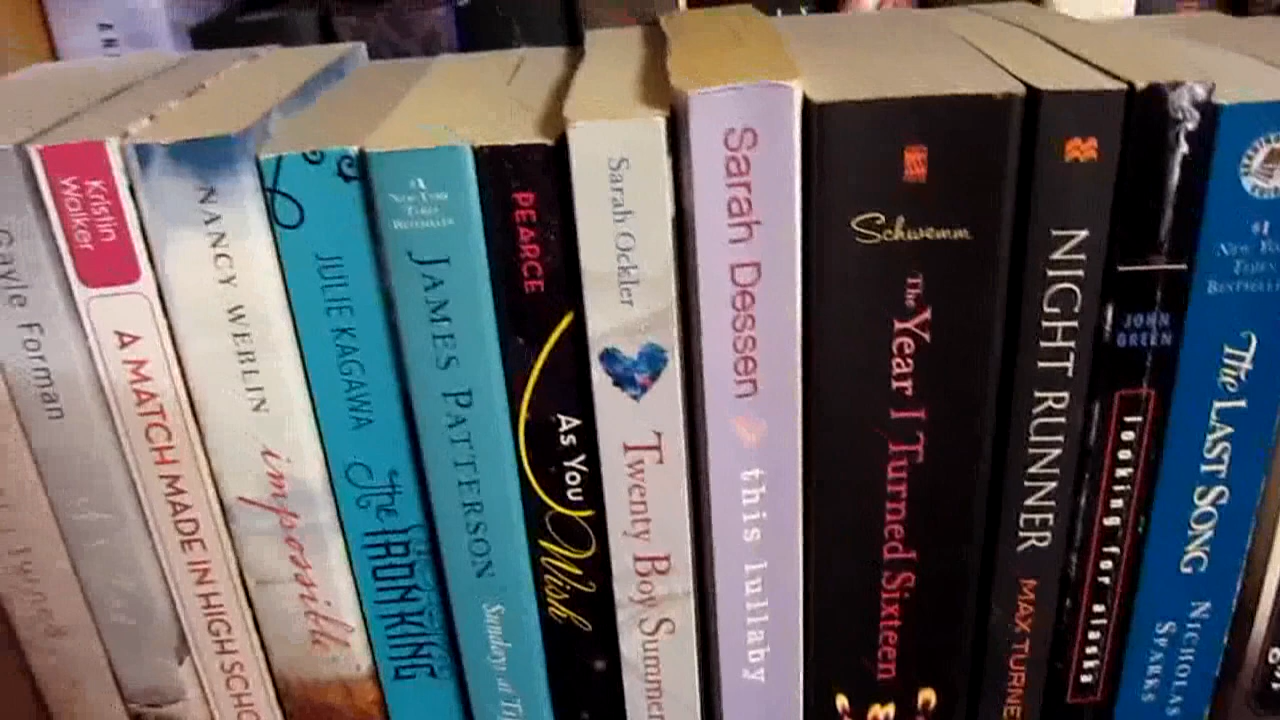 Gayle Forman
Kristin
Walker
A MATCH MADE IN HIGH SCHO
NANCY WERLIN
impossible
JULIE KAGAWA
The IRON KING
#1
New York
Times
BESTSELLER
JAMES PATTERSON
Sundays at Ti
PEARCE
As You
Wish
Sarah Ockler
Twenty Boy Summer
Sarah Dessen
this lullaby
Schwemm
The Year I Turned Sixteen
NIGHT RUNNER
MAX TURNE
JOHN
GREEN
looking for alaska
#1
New York
Times
BESTSELLE
The LAST SONG
NICHOLAS
SPARKS